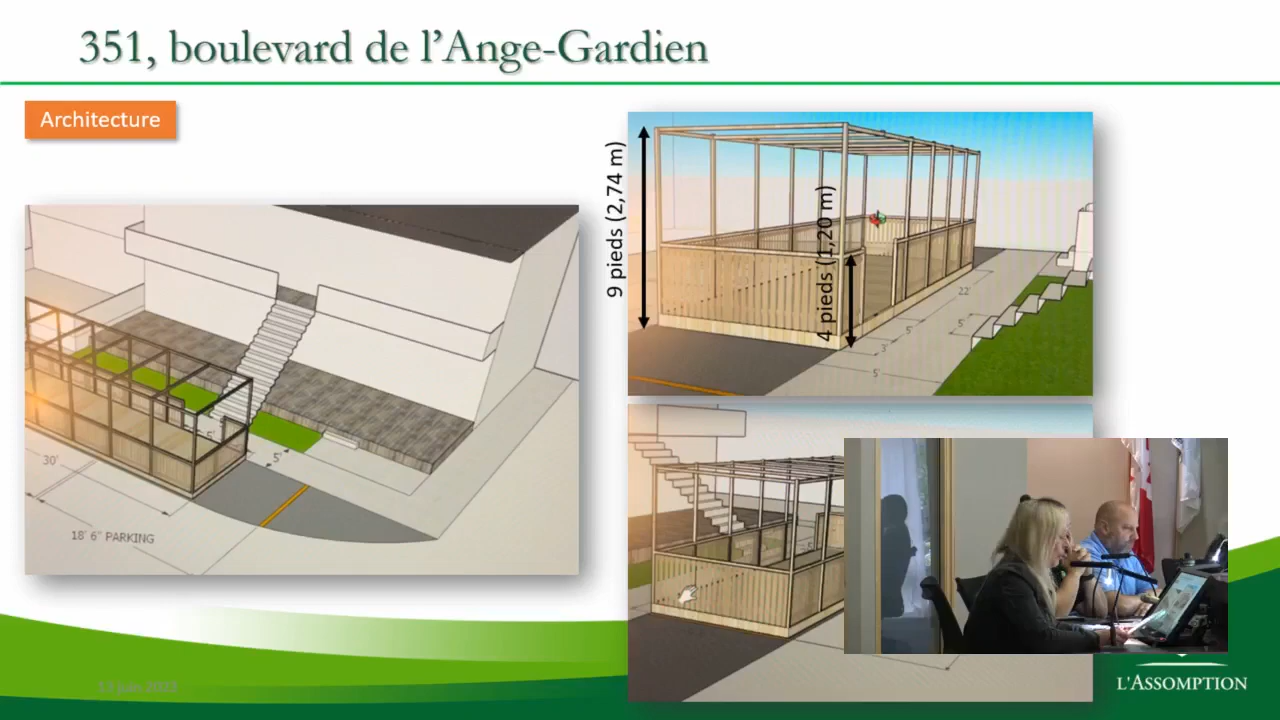 351, boulevard de l'Ange-Gardien
Architecture
9 pieds (2,74 m)
4 pieds (1,20 m)
22'
5'
5'
3'
5'
5'
5'
30'
18' 6" PARKING
L'ASSOMPTION